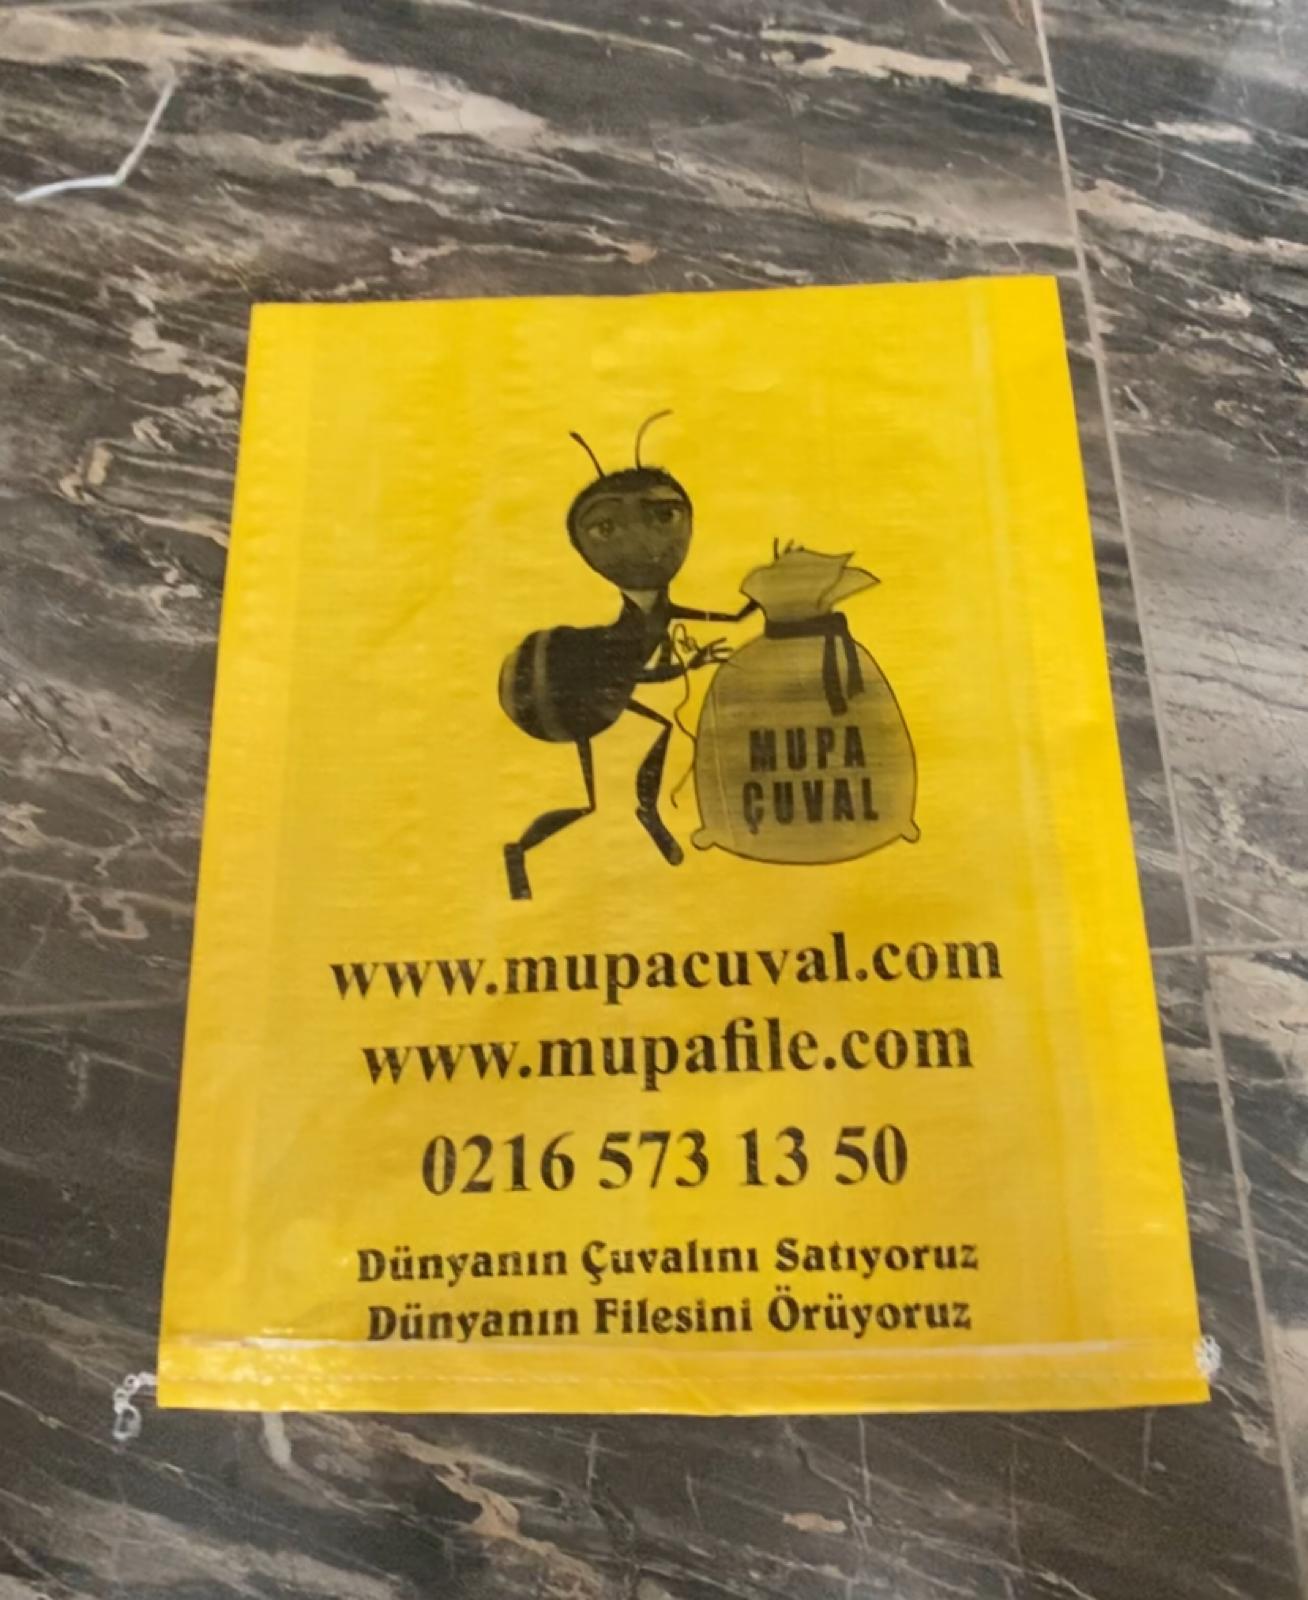 MUPA
ÇUVAL
www.mupacuval.com
www.mupafile.com
0216 573 13 50
Dünyanın Çuvalını Satıyoruz
Dünyanın Filesini Örüyoruz